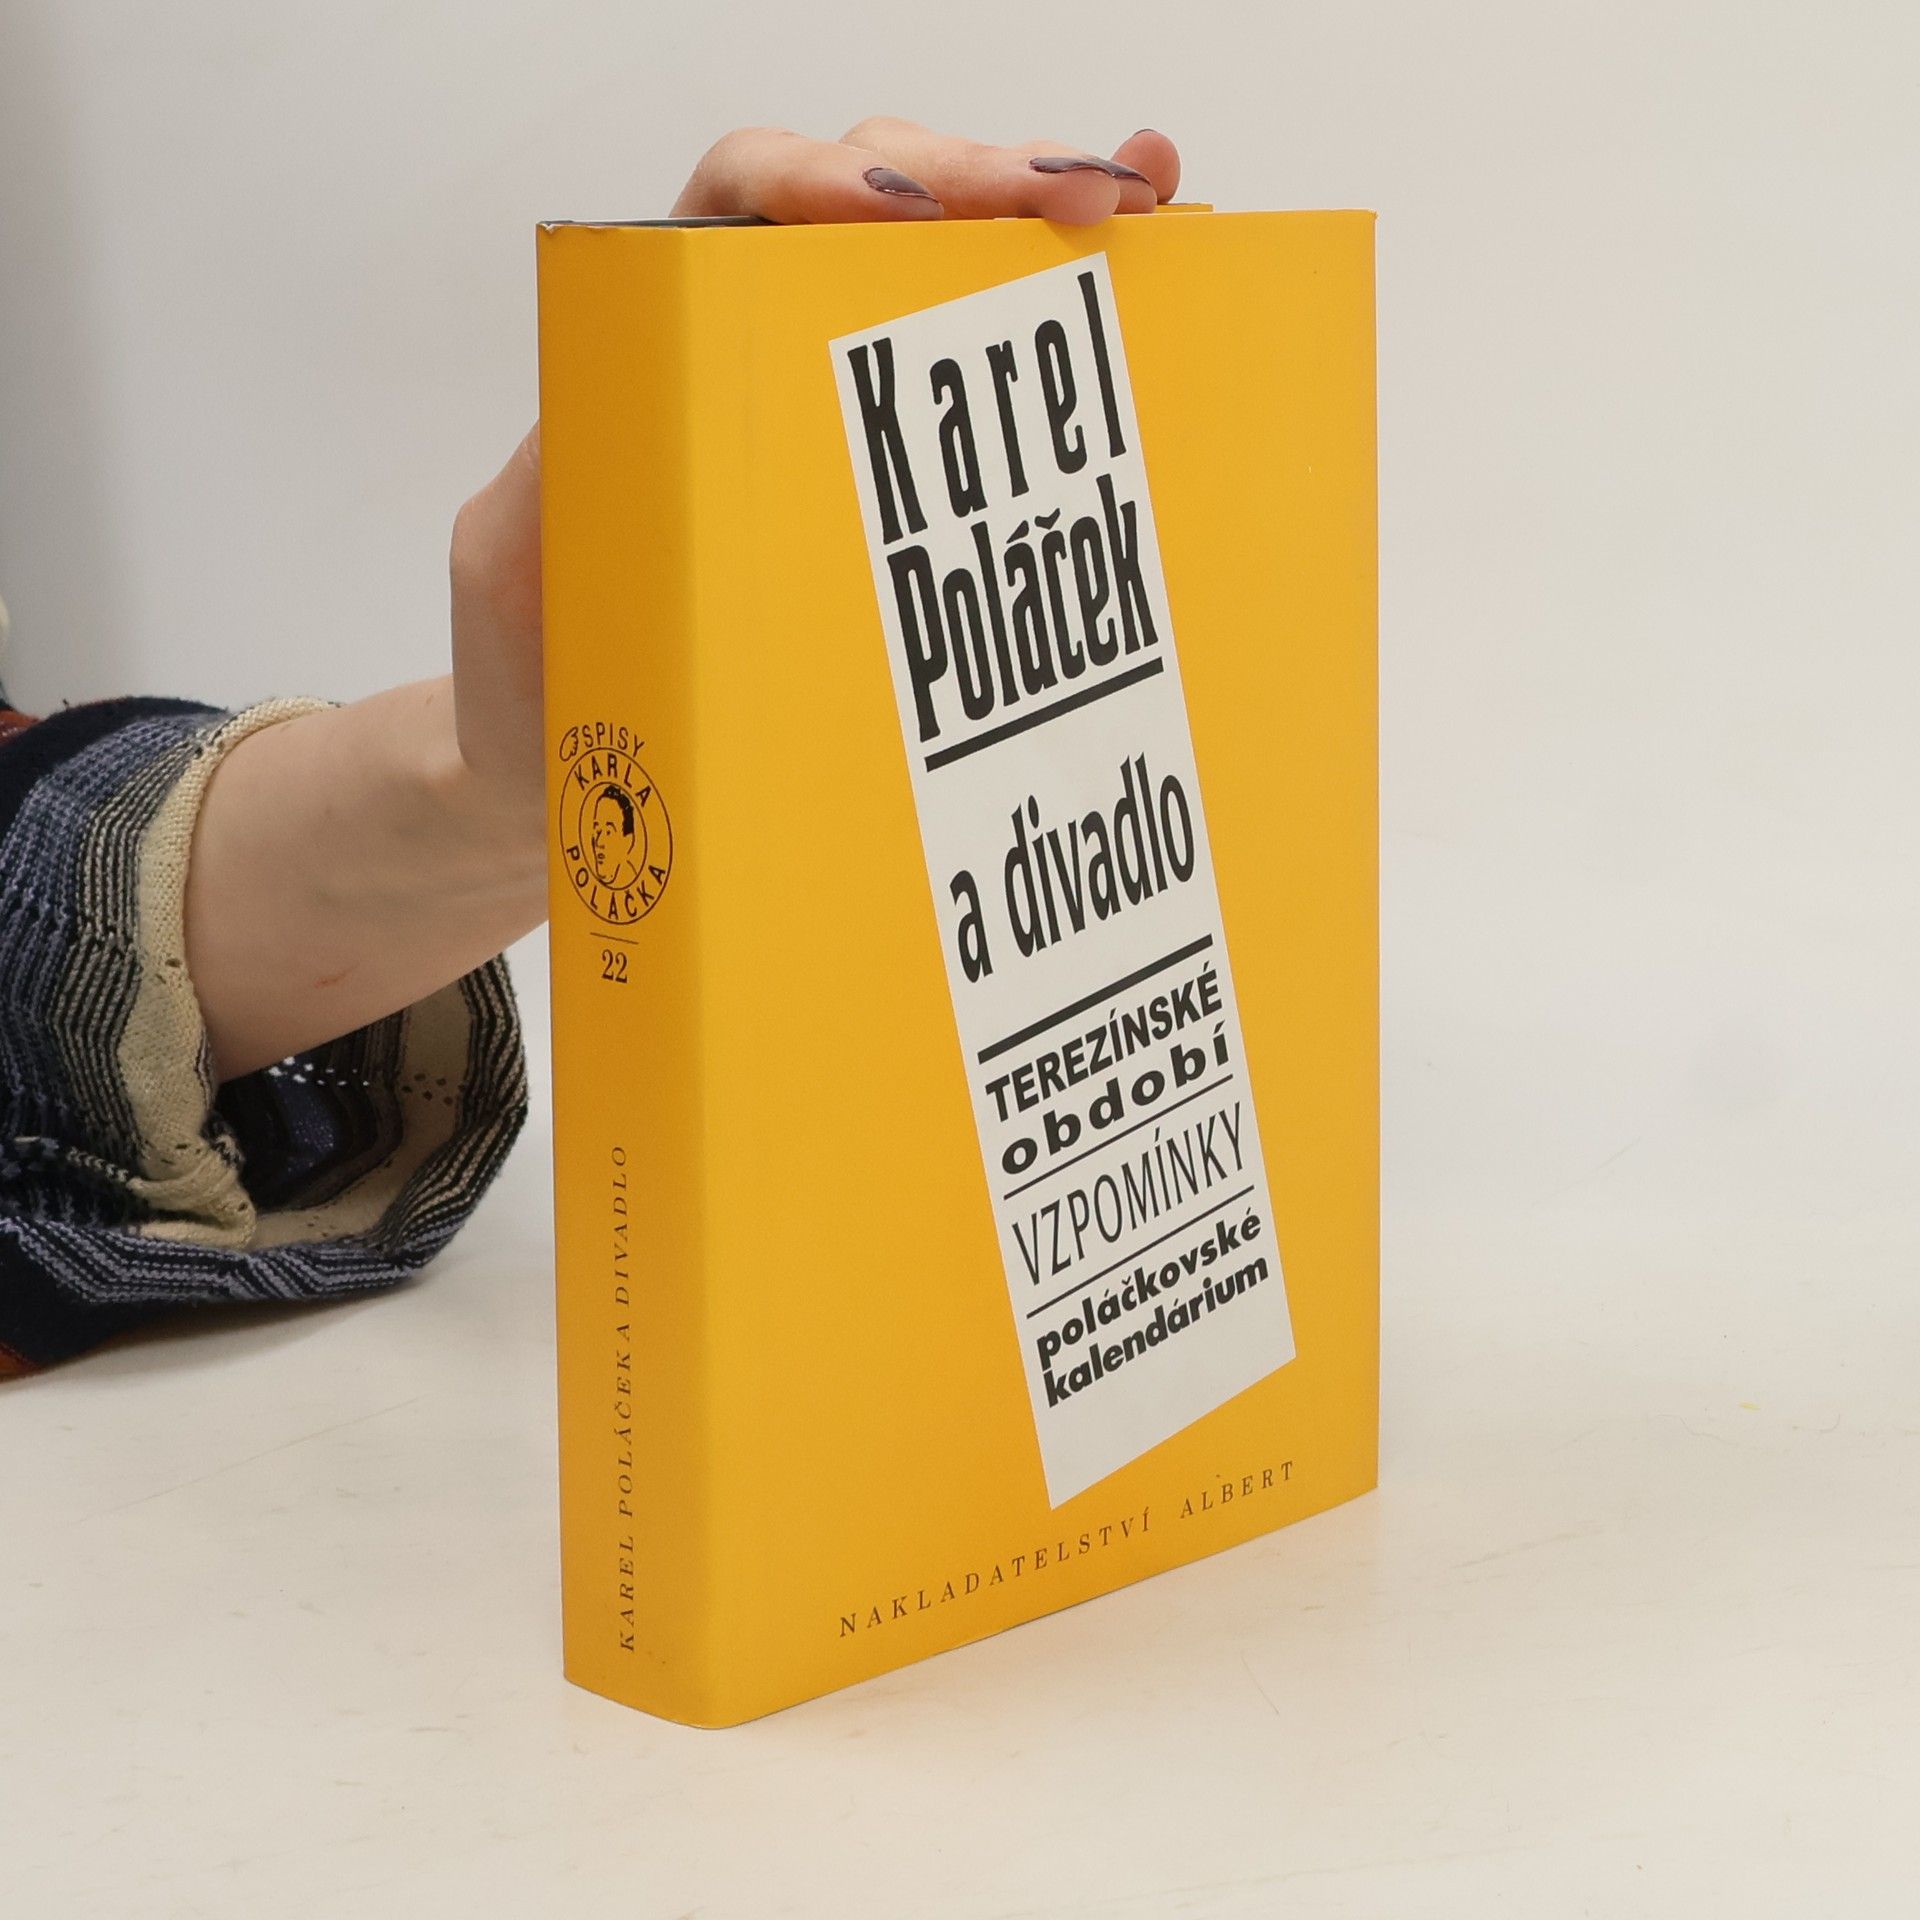 SPISY
KARLA
POLÁČKA
22
KAREL POLÁČEK A DIVADLO
Karel
Poláček
a divadlo
TEREZÍNSKÉ
období
VZPOMÍNKY
poláčkovské
kalendárium
NAKLADATELSTVÍ ALBERT